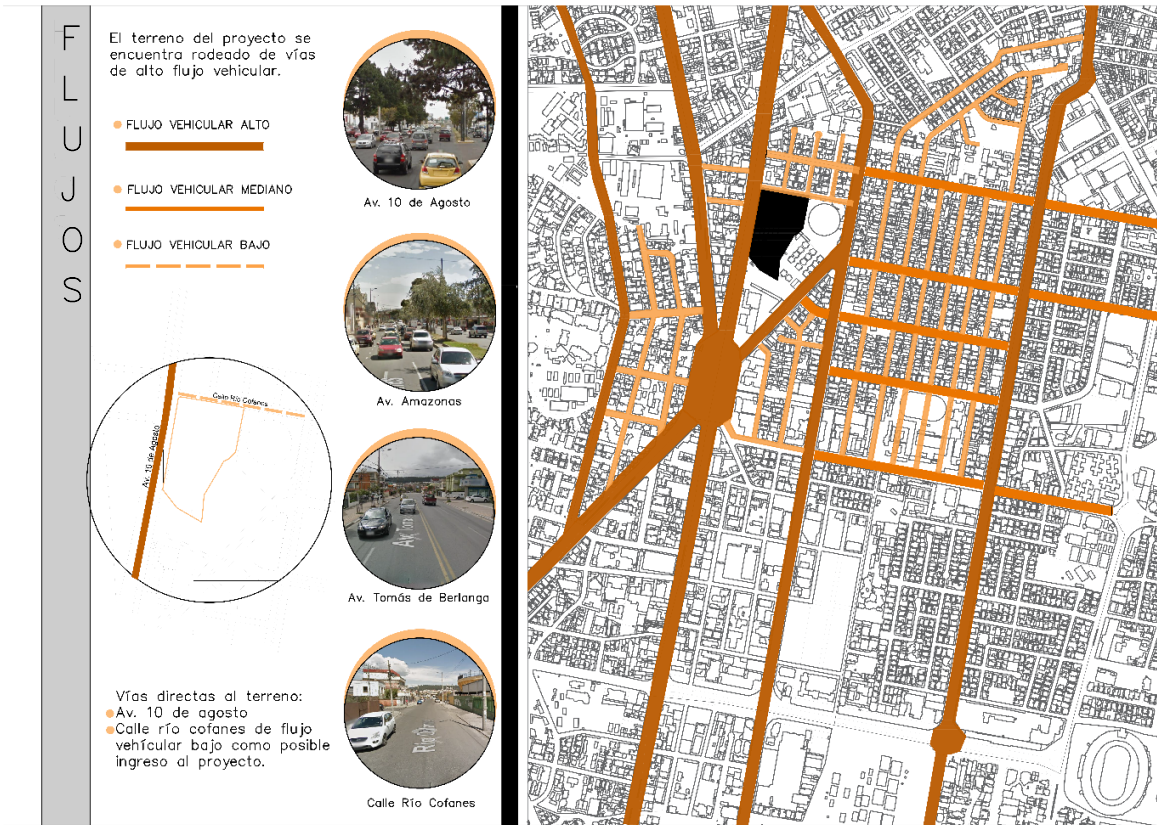 FLUJOS
El terreno del proyecto se
encuentra rodeado de vías
de alto flujo vehicular.
FLUJO VEHICULAR ALTO
FLUJO VEHICULAR MEDIANO
FLUJO VEHICULAR BAJO
Calle Río Cofanes
Av. 10 de Agosto
Vías directas al terreno:
Av. 10 de agosto
Calle río cofanes de flujo
vehícular bajo como posible
ingreso al proyecto.
Av. 10 de Agosto
Av. Amazonas
Av. Tomás de Berlanga
Calle Río Cofanes